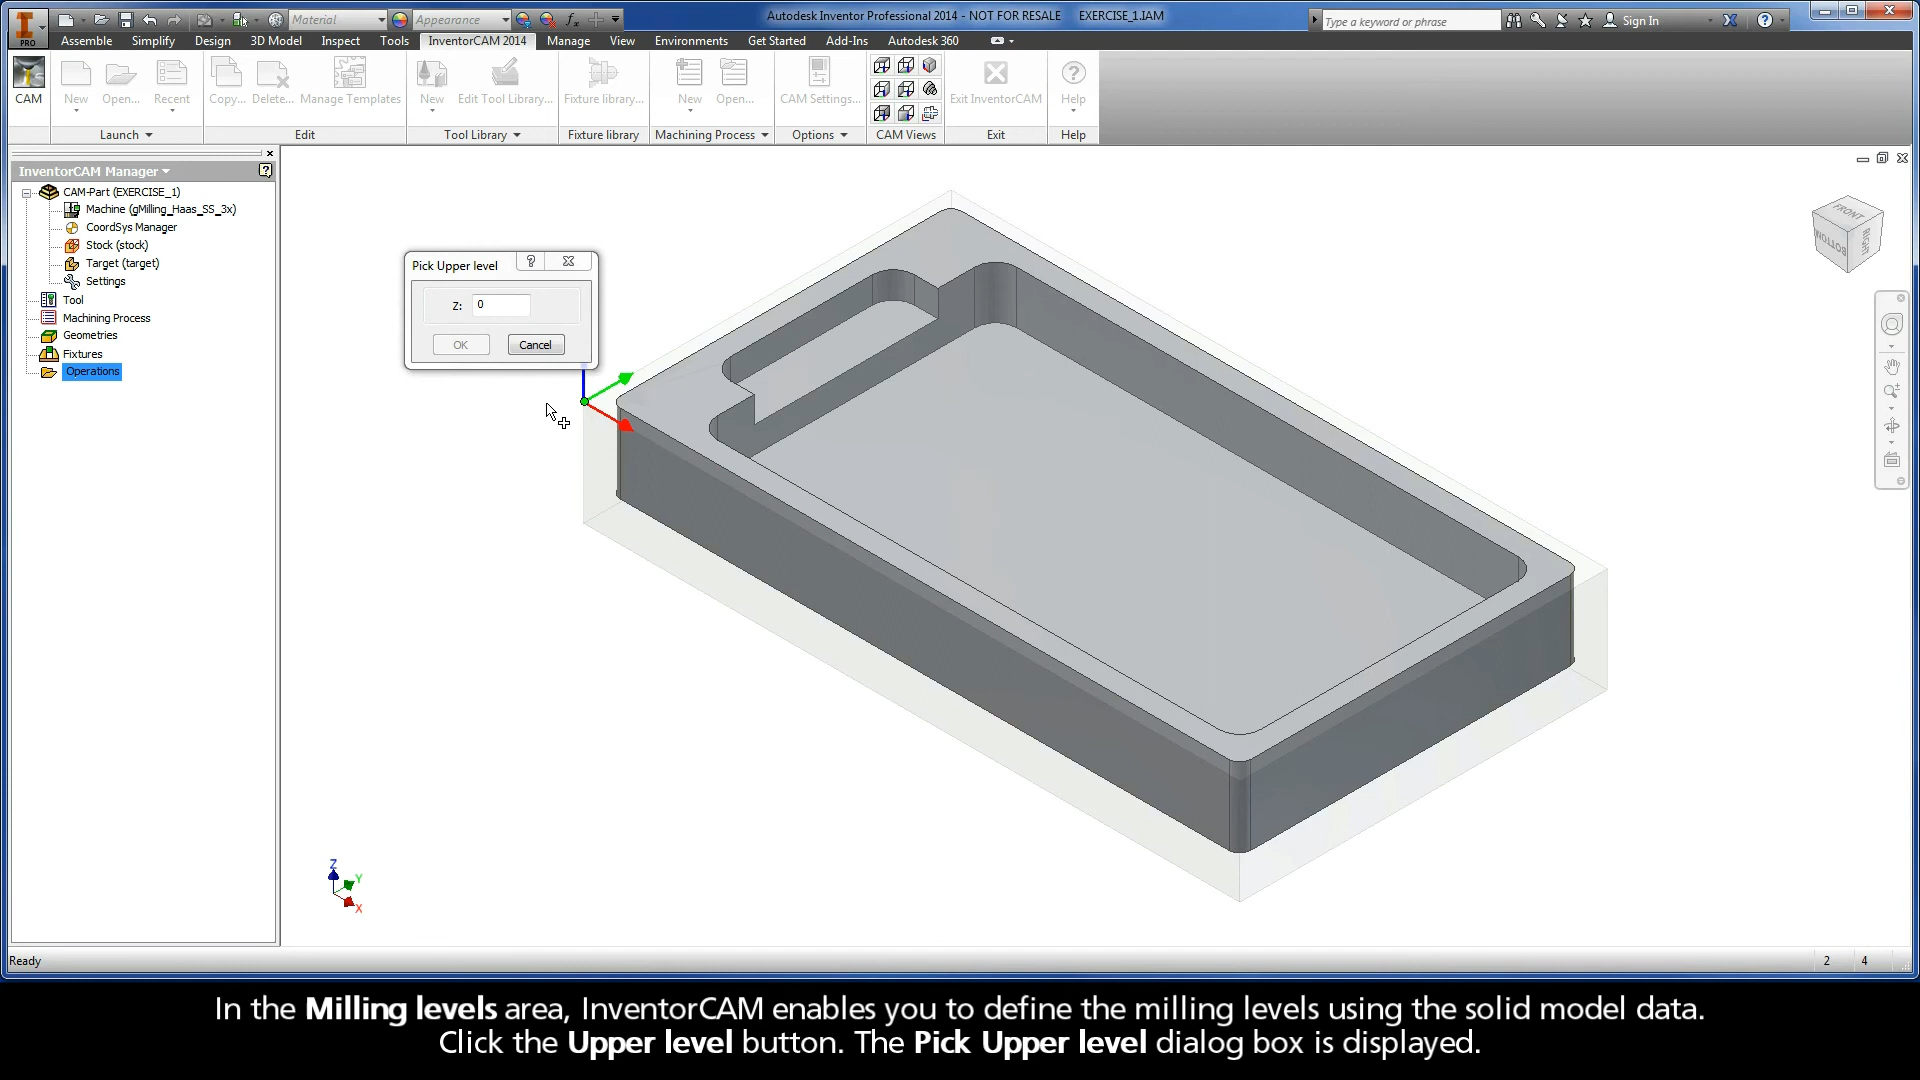 Material
Appearance
Autodesk Inventor Professional 2014 - NOT FOR RESALE EXERCISE_1.IAM
Type a keyword or phrase
Sign In
PRO
Assemble Simplify Design 3D Model Inspect Tools InventorCAM 2014 Manage View Environments Get Started Add-Ins Autodesk 360
CAM New Open... Recent Copy... Delete... Manage Templates New Edit Tool Library... Fixture library... New Open... CAM Settings... Exit InventorCAM Help
Launch Edit Tool Library Fixture library Machining Process Options CAM Views Exit Help
InventorCAM Manager
CAM-Part (EXERCISE_1)
Machine (gMilling_Haas_SS_3x)
CoordSys Manager
Stock (stock)
Target (target)
Settings
Tool
Machining Process
Geometries
Fixtures
Operations
Pick Upper level
Z: 0
OK Cancel
FRONT
BOTTOM
RIGHT
Z
Y
X
Ready
2 4
In the Milling levels area, InventorCAM enables you to define the milling levels using the solid model data.
Click the Upper level button. The Pick Upper level dialog box is displayed.